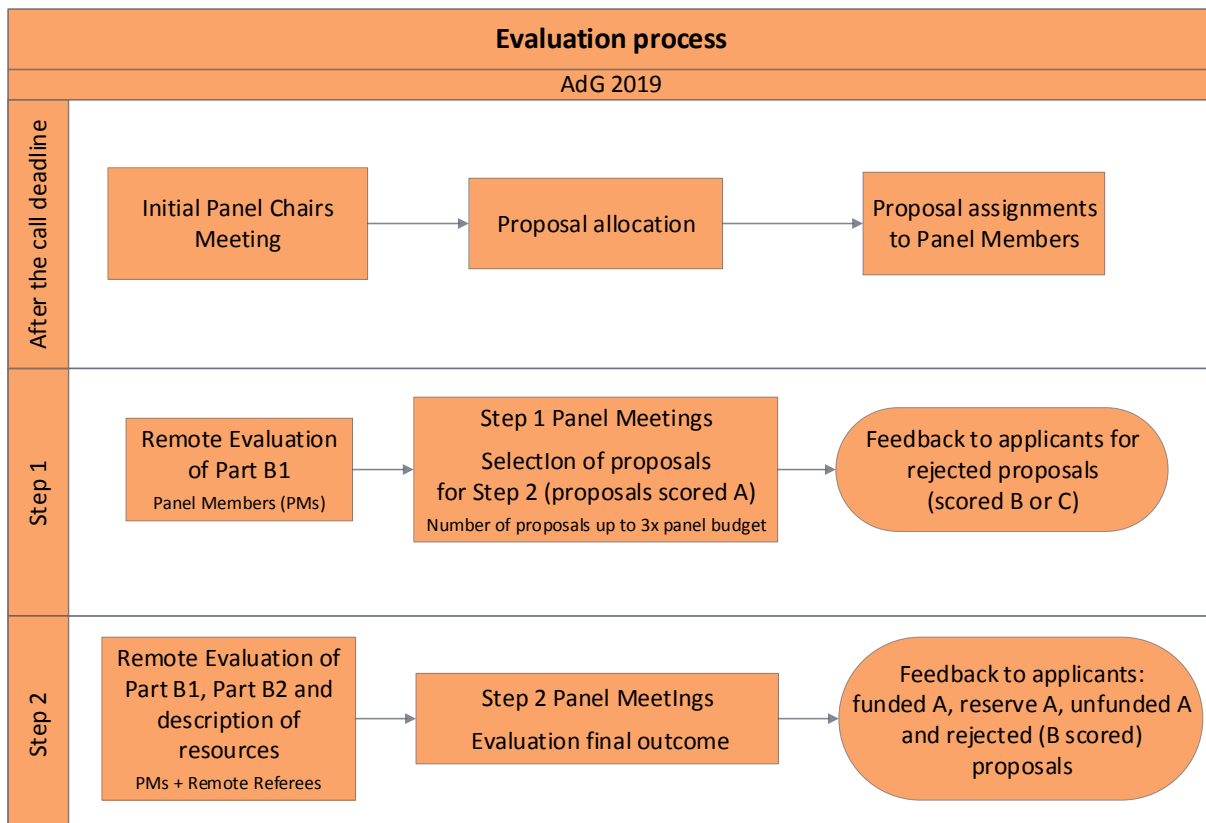 Evaluation process
AdG 2019
After the call deadline
Initial Panel Chairs
Meeting
Proposal allocation
Proposal assignments
to Panel Members
Step 1
Remote Evaluation
of Part B1
Panel Members (PMs)
Step 1 Panel Meetings
SelectIon of proposals
for Step 2 (proposals scored A)
Number of proposals up to 3x panel budget
Feedback to applicants for
rejected proposals
(scored B or C)
Step 2
Remote Evaluation of
Part B1, Part B2 and
description of
resources
PMs + Remote Referees
Step 2 Panel MeetIngs
Evaluation final outcome
Feedback to applicants:
funded A, reserve A, unfunded A
and rejected (B scored)
proposals